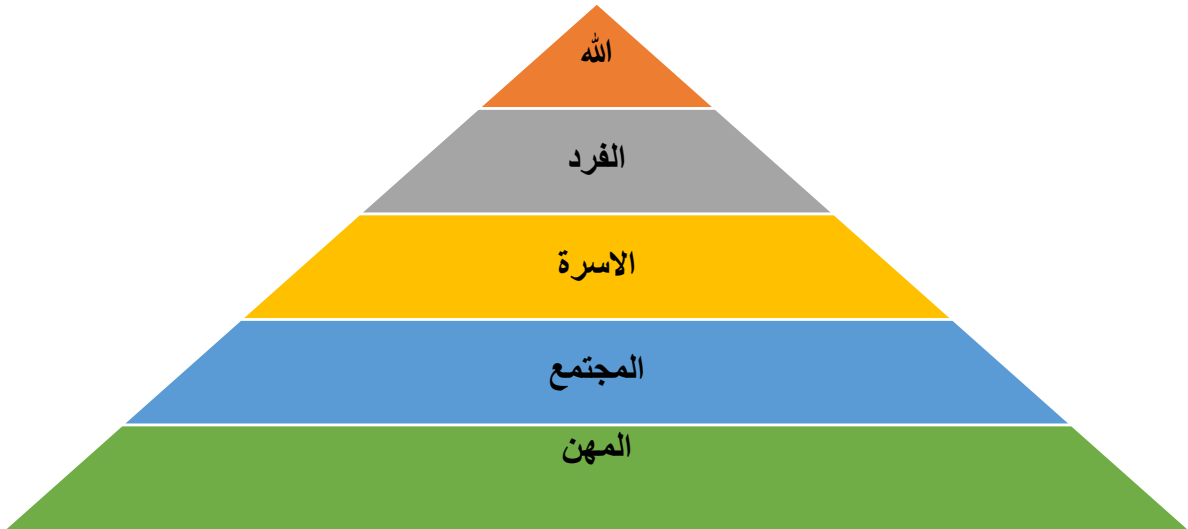 الله
الفرد
الاسرة
المجتمع
المهن